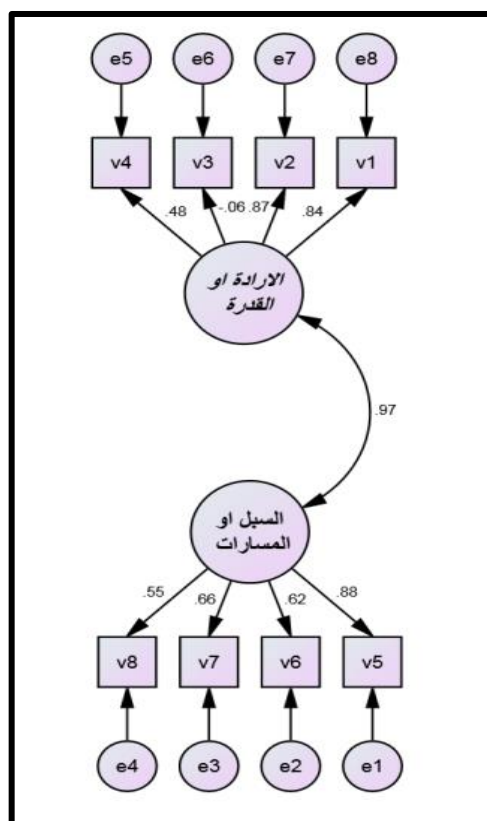 e5 e6 e7 e8
v4 v3 v2 v1
.48 -.06 .87 .84
الارادة او
القدرة
.97
السبل او
المسارات
.55 .66 .62 .88
v8 v7 v6 v5
e4 e3 e2 e1